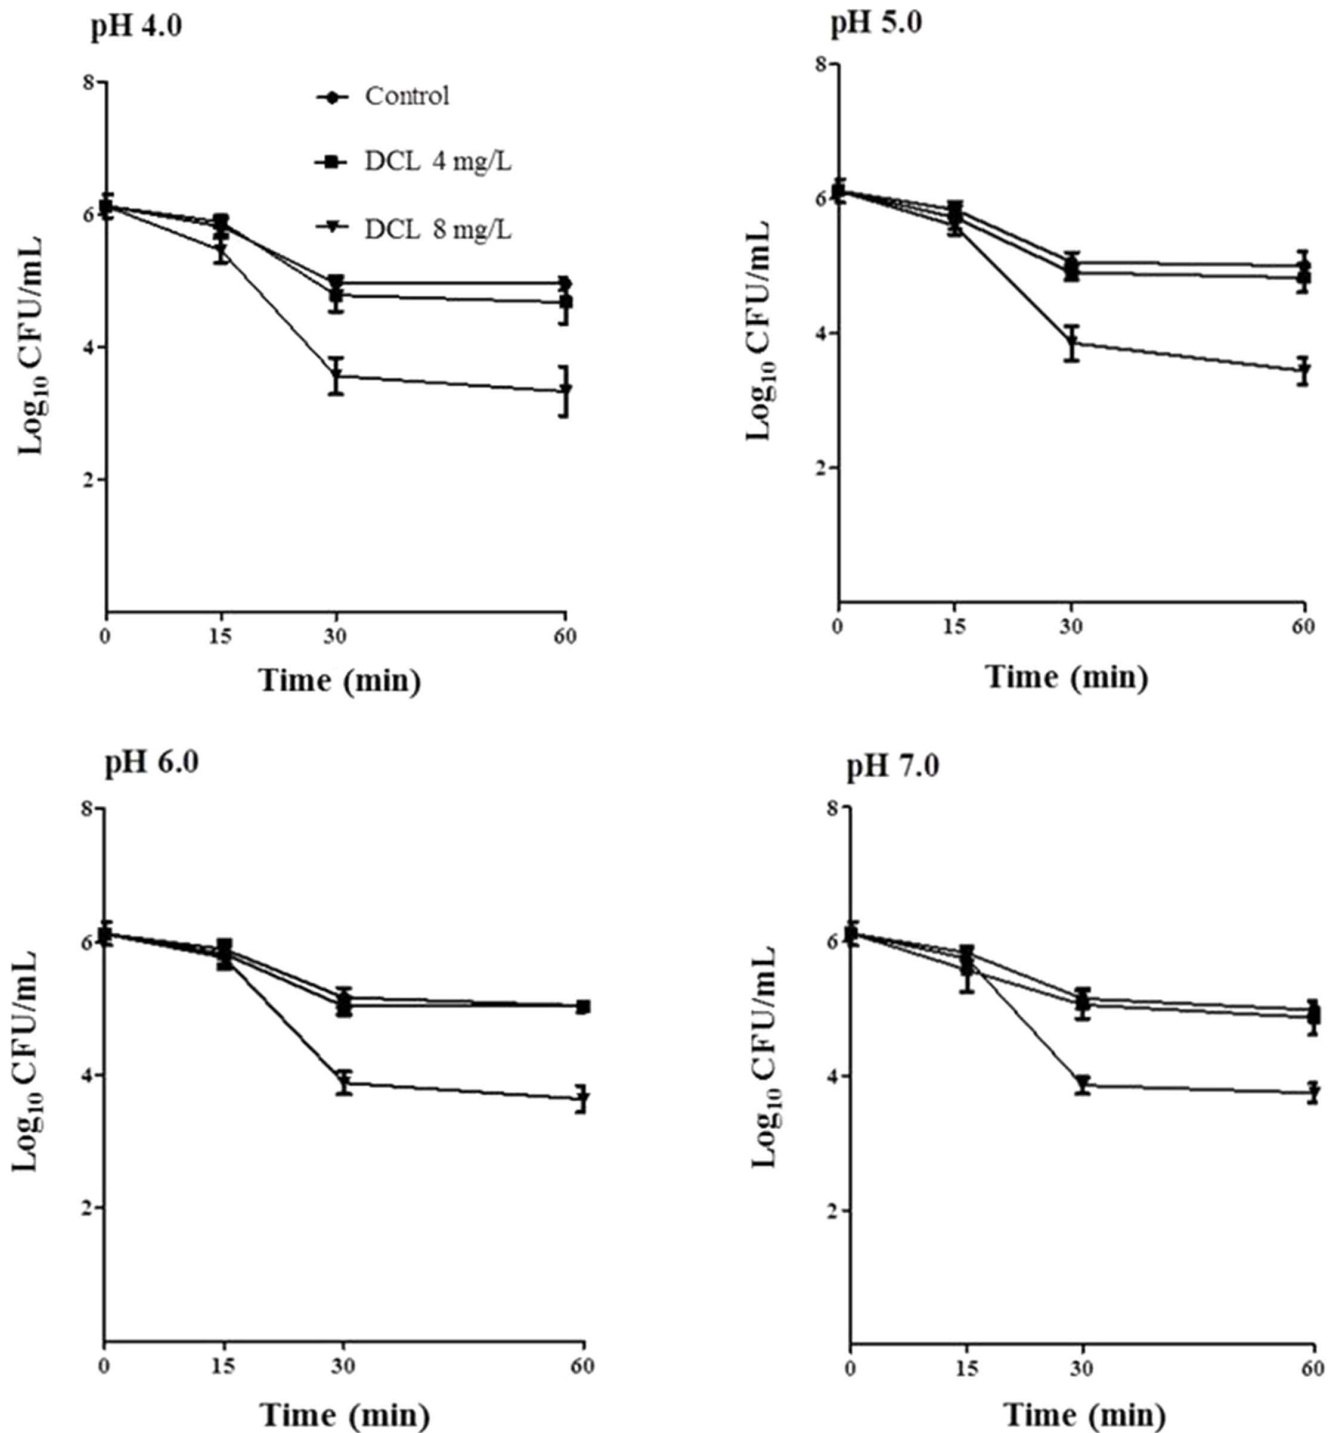 pH 4.0
8
6
4
2
0 15 30 60
Log10 CFU/mL
Time (min)
Control
DCL 4 mg/L
DCL 8 mg/L
pH 5.0
8
6
4
2
0 15 30 60
Log10 CFU/mL
Time (min)
pH 6.0
8
6
4
2
0 15 30 60
Log10 CFU/mL
Time (min)
pH 7.0
8
6
4
2
0 15 30 60
Log10 CFU/mL
Time (min)